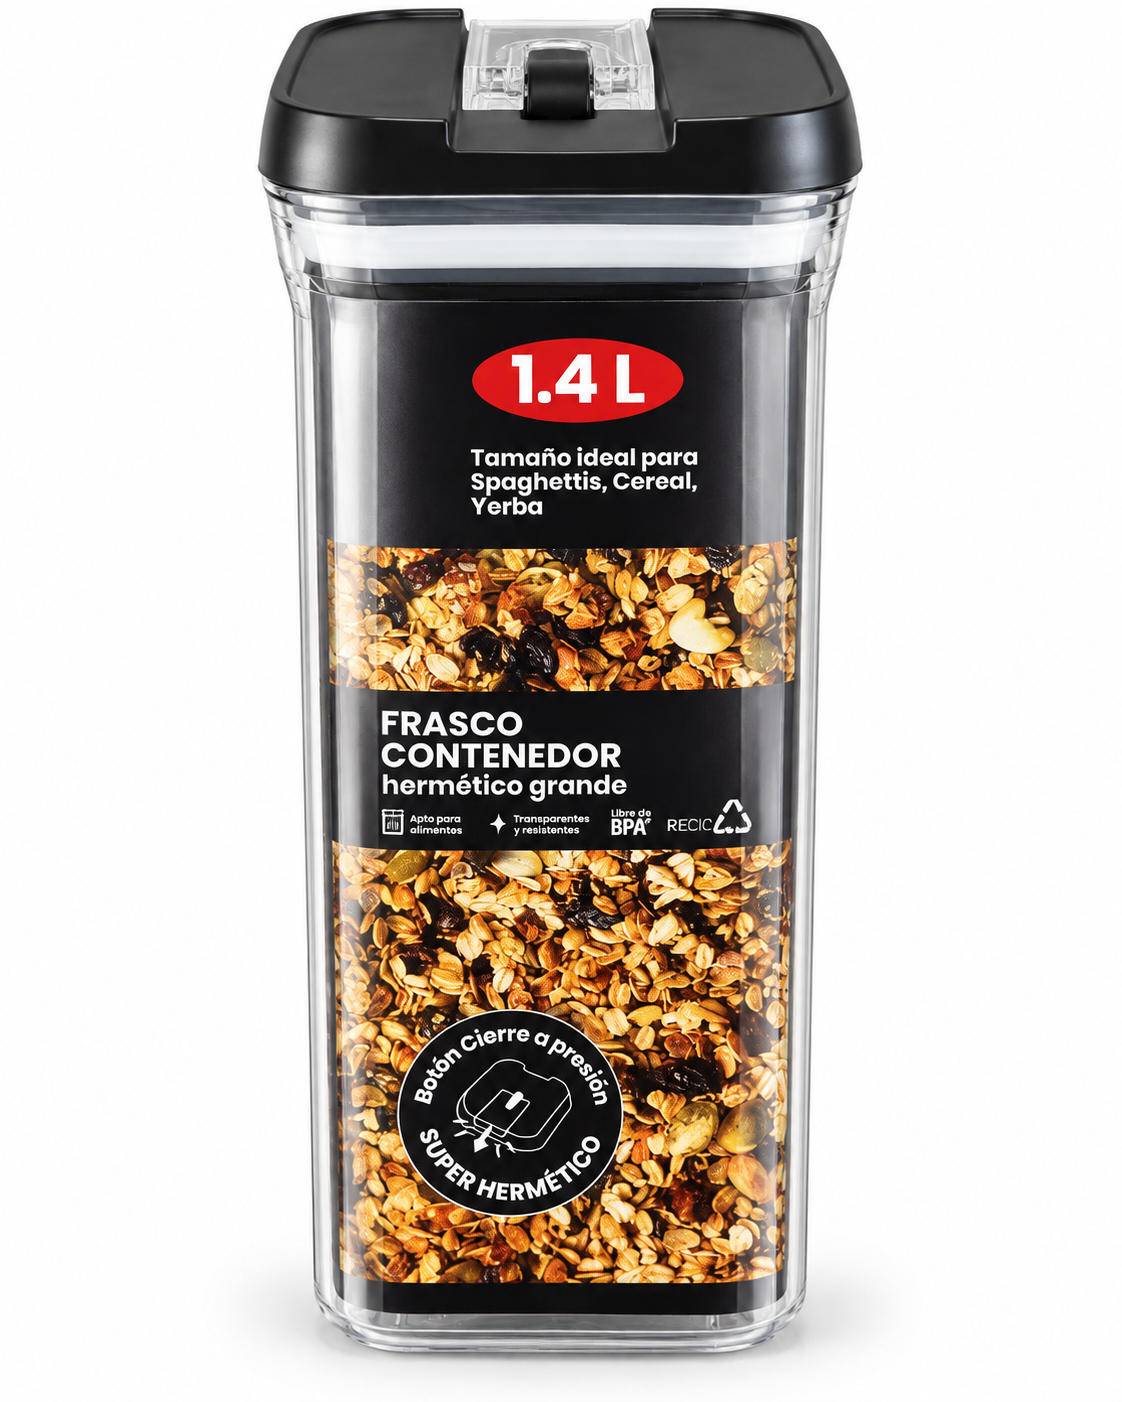 1.4 L
Tamaño ideal para
Spaghettis, Cereal,
Yerba
FRASCO
CONTENEDOR
hermético grande
Apto para
alimentos
Transparentes
y resistentes
Libre de
BPA
RECIC
Botón Cierre a presión
SUPER HERMÉTICO